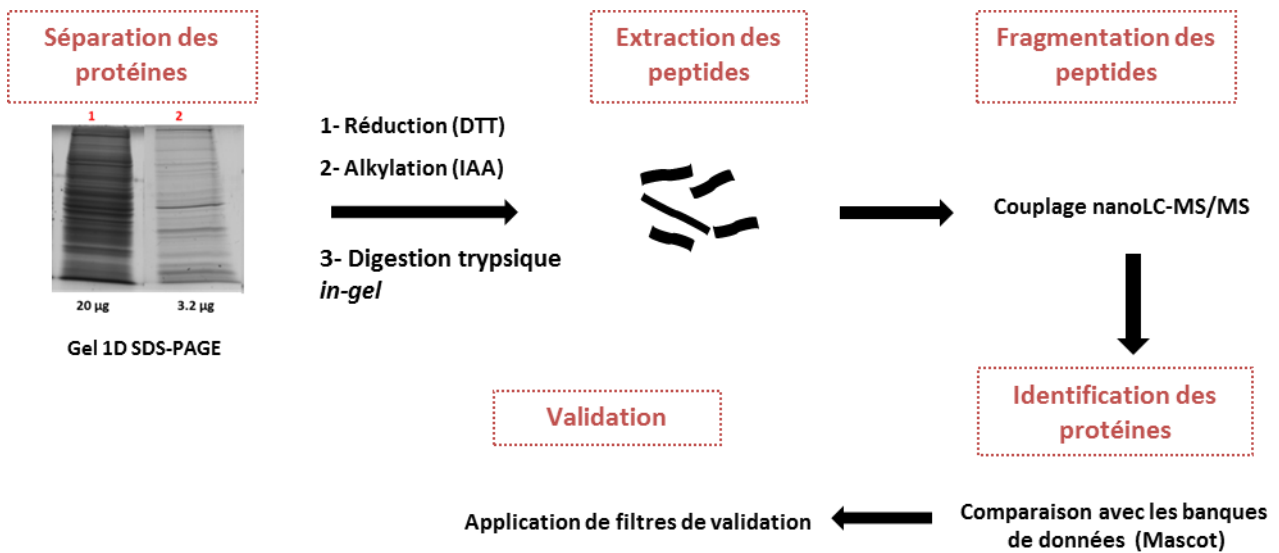 Séparation des
protéines
1
2
20 µg
3.2 µg
Gel 1D SDS-PAGE
1- Réduction (DTT)
2- Alkylation (IAA)
3- Digestion trypsique
in-gel
Extraction des
peptides
Fragmentation des
peptides
Couplage nanoLC-MS/MS
Identification des
protéines
Comparaison avec les banques
de données (Mascot)
Validation
Application de filtres de validation